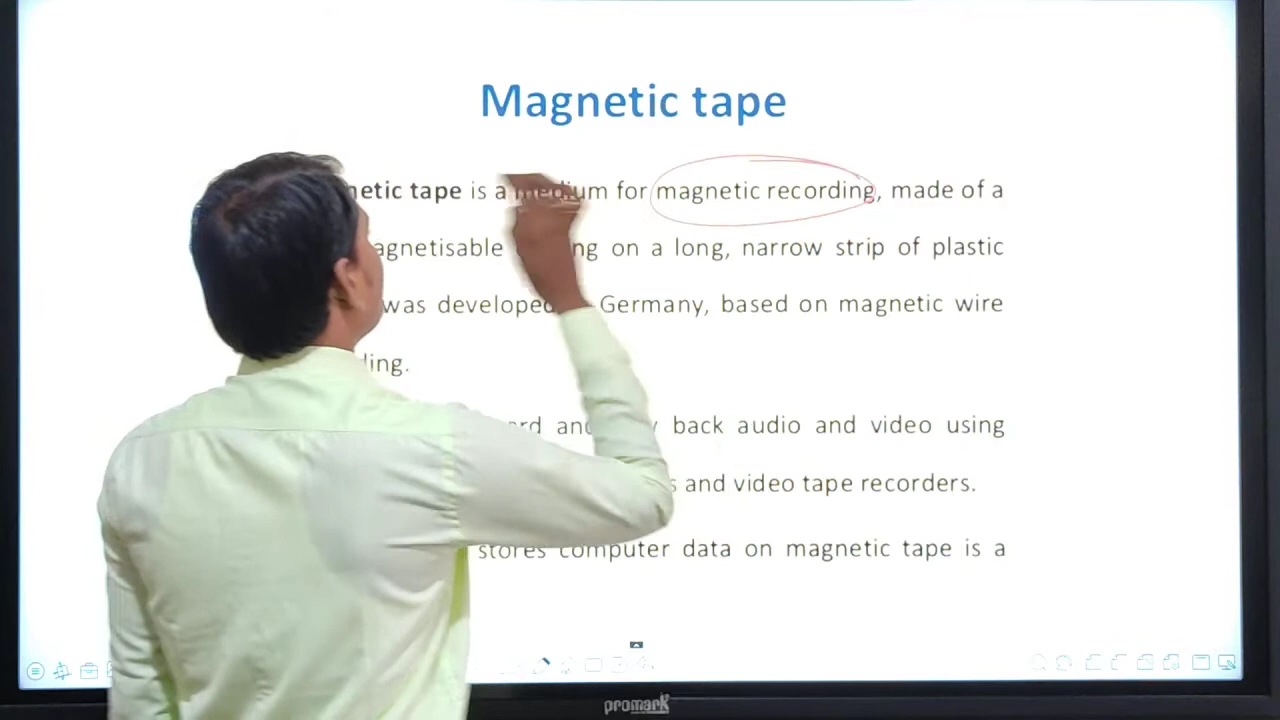 Magnetic tape
netic tape is a medium for magnetic recording, made of a
agnetisable ng on a long, narrow strip of plastic
was developed Germany, based on magnetic wire
ding.
ord and back audio and video using
s and video tape recorders.
stores computer data on magnetic tape is a
promark